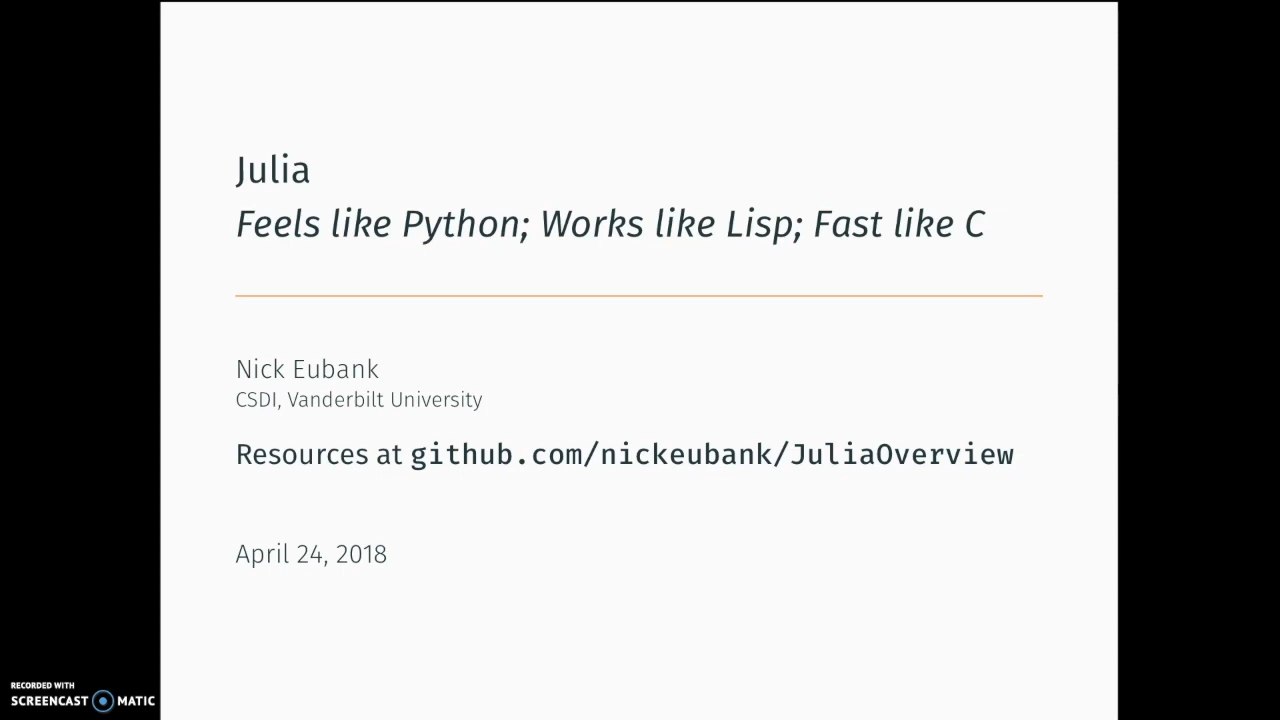 Julia
Feels like Python; Works like Lisp; Fast like C
Nick Eubank
CSDI, Vanderbilt University
Resources at github.com/nickeubank/JuliaOverview
April 24, 2018
RECORDED WITH
SCREENCAST MATIC